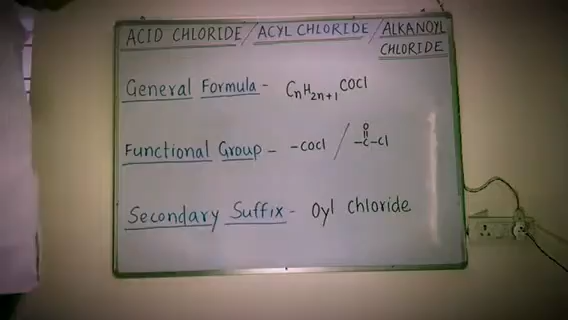 ACID CHLORIDE / ACYL CHLORIDE / ALKANOYL
CHLORIDE
General Formula - CnH2n+1COCl
Functional Group - -COCl / -C-Cl
O
Secondary Suffix - Oyl Chloride